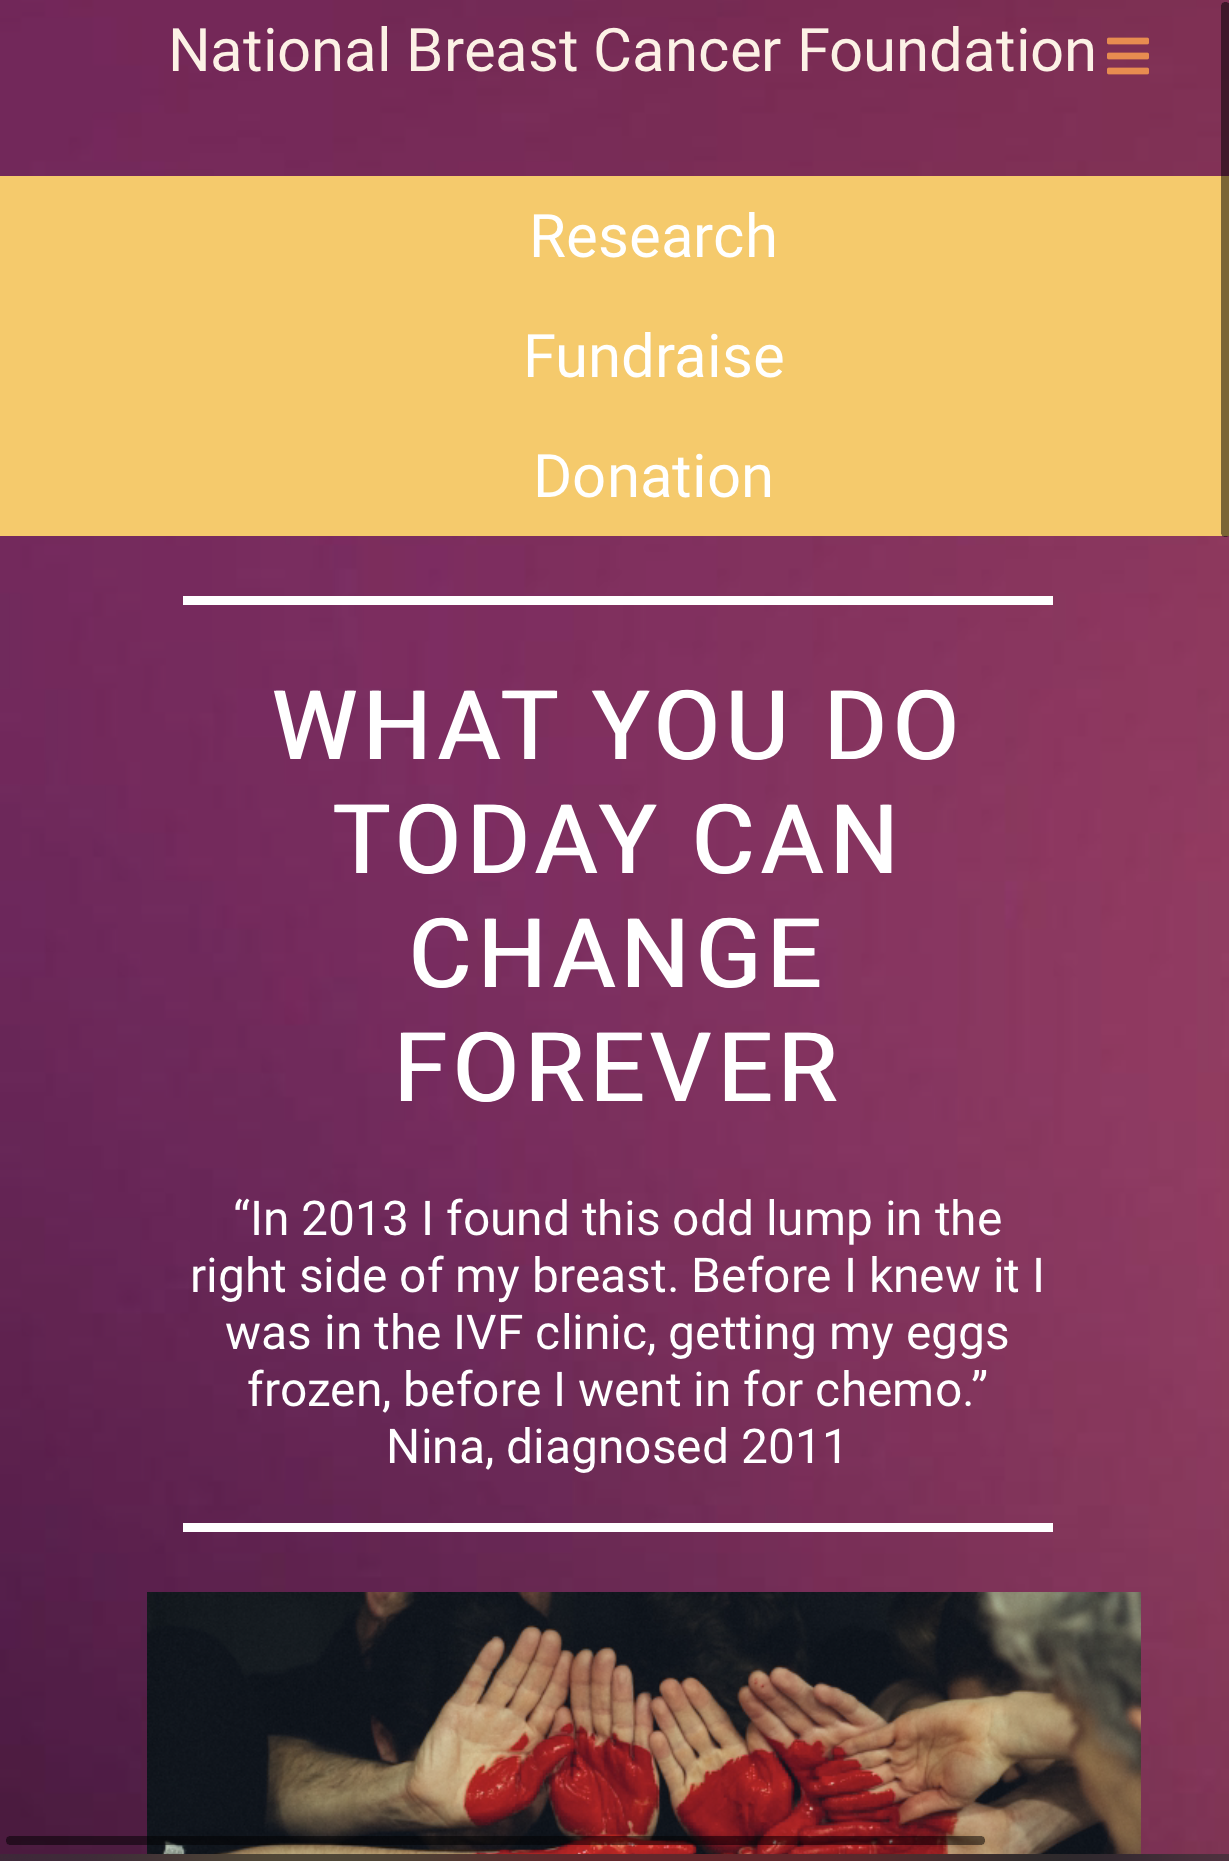 National Breast Cancer Foundation
Research
Fundraise
Donation
WHAT YOU DO
TODAY CAN
CHANGE
FOREVER
“In 2013 I found this odd lump in the
right side of my breast. Before I knew it I
was in the IVF clinic, getting my eggs
frozen, before I went in for chemo.”
Nina, diagnosed 2011